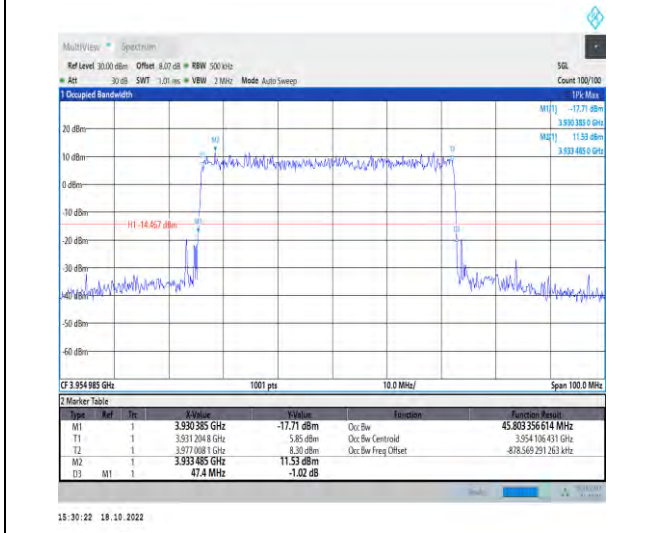 MultiView Spectrum
Ref Level 30.00 dBm Offset 8.07 dB RBW 500 kHz SGL
Att 30 dB SWT 1.01 ms VBW 2 MHz Mode Auto Sweep Count 100/100
1 Occupied Bandwidth 1Pk Max
M1[1] -17.71 dBm
3.930 385 0 GHz
M2[1] 11.53 dBm
3.933 485 0 GHz
20 dBm
M2
T2
10 dBm
0 dBm
-10 dBm
H1 -14.467 dBm M1
D3
-20 dBm
-30 dBm
-40 dBm
-50 dBm
-60 dBm
CF 3.954 985 GHz 1001 pts 10.0 MHz/ Span 100.0 MHz
2 Marker Table
Type Ref Trc X-Value Y-Value Function Function Result
M1 1 3.930 385 GHz -17.71 dBm Occ Bw 45.803 356 614 MHz
T1 1 3.931 204 8 GHz 5.85 dBm Occ Bw Centroid 3.954 106 431 GHz
T2 1 3.977 008 1 GHz 8.30 dBm Occ Bw Freq Offset -878.569 291 263 kHz
M2 1 3.933 485 GHz 11.53 dBm
D3 M1 1 47.4 MHz -1.02 dB
15:30:22 18.10.2022